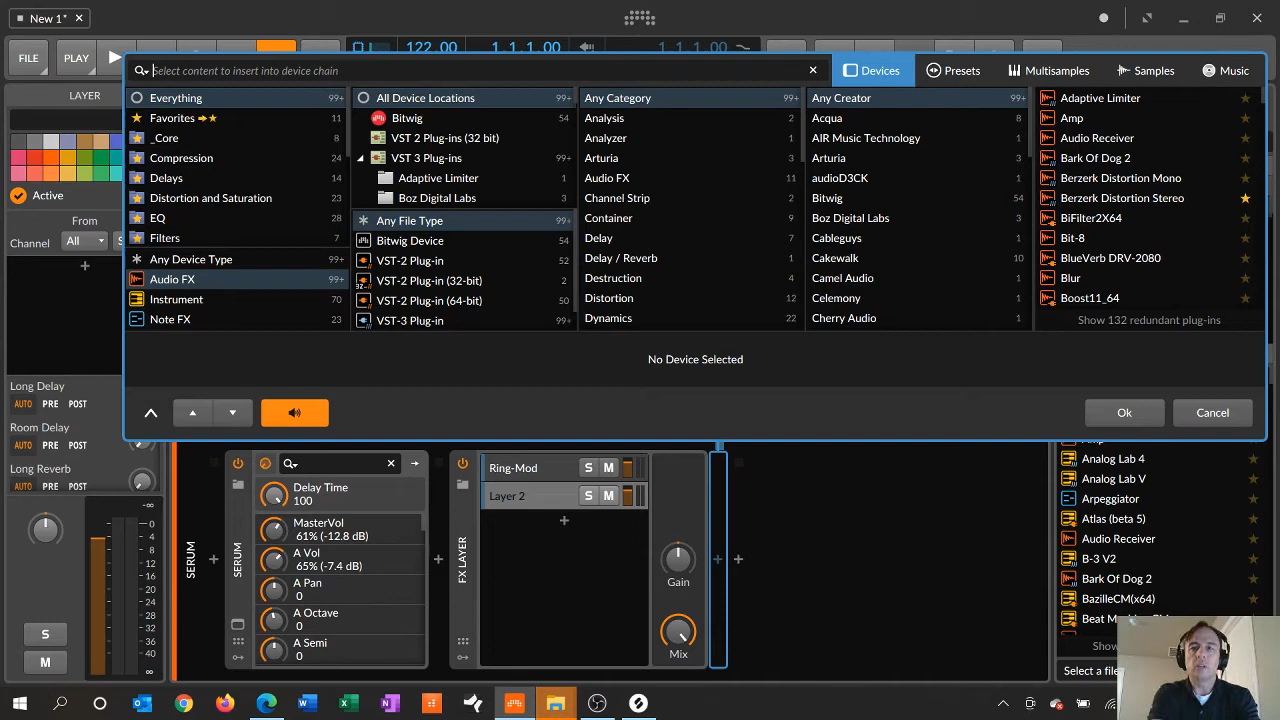 New 1*
FILE
PLAY
122.00
1.1.1.00
1.1.1.00
Select content to insert into device chain
Devices
Presets
Multisamples
Samples
Music
LAYER
Active
From
Channel
All
Everything 99+
Favorites 11
_Core 8
Compression 24
Delays 22
Distortion and Saturation 23
EQ 28
Filters 7
Any Device Type 99+
Audio FX 99+
Instrument 70
Note FX 23
All Device Locations 99+
Bitwig 54
VST 2 Plug-ins (32 bit) 2
VST 3 Plug-ins 99+
Adaptive Limiter 1
Boz Digital Labs 3
Any File Type 99+
Bitwig Device 54
VST-2 Plug-in 52
VST-2 Plug-in (32-bit) 2
VST-2 Plug-in (64-bit) 50
VST-3 Plug-in 99+
Any Category 99+
Analysis 2
Analyzer 1
Arturia 3
Audio FX 11
Channel Strip 2
Container 9
Delay 7
Delay / Reverb 1
Destruction 4
Distortion 12
Dynamics 22
Any Creator 99+
Acqua 8
AIR Music Technology 1
Arturia 3
audioD3CK 1
Bitwig 54
Boz Digital Labs 3
Cableguys 1
Cakewalk 10
Camel Audio 1
Celemony 1
Cherry Audio 1
Adaptive Limiter
Amp
Audio Receiver
Bark Of Dog 2
Berzerk Distortion Mono
Berzerk Distortion Stereo
BiFilter2X64
Bit-8
BlueVerb DRV-2080
Blur
Boost11_64
Show 132 redundant plug-ins
No Device Selected
Ok
Cancel
Long Delay
AUTO PRE POST
Room Delay
AUTO PRE POST
Long Reverb
AUTO PRE POST
-∞
0
4
8
12
16
20
24
28
32
36
40
∞
S
M
SERUM
SERUM
Delay Time
100
MasterVol
61% (-12.8 dB)
A Vol
65% (-7.4 dB)
A Pan
0
A Octave
0
A Semi
0
FX LAYER
Ring-Mod S M
Layer 2 S M
Gain
Mix
Analog Lab 4
Analog Lab V
Arpeggiator
Atlas (beta 5)
Audio Receiver
B-3 V2
Bark Of Dog 2
BazilleCM(x64)